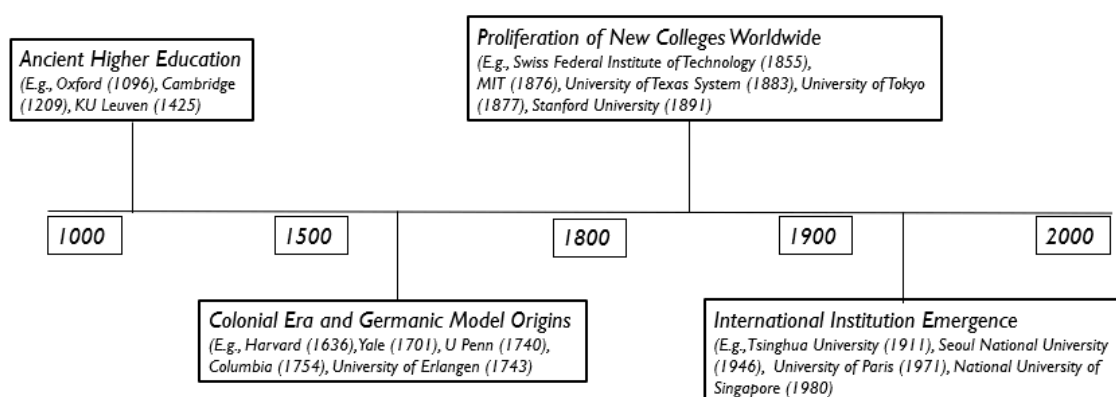 Ancient Higher Education
(E.g., Oxford (1096), Cambridge
(1209), KU Leuven (1425)
Proliferation of New Colleges Worldwide
(E.g., Swiss Federal Institute of Technology (1855),
MIT (1876), University of Texas System (1883), University of Tokyo
(1877), Stanford University (1891)
1000
1500
1800
1900
2000
Colonial Era and Germanic Model Origins
(E.g., Harvard (1636), Yale (1701), U Penn (1740),
Columbia (1754), University of Erlangen (1743)
International Institution Emergence
(E.g., Tsinghua University (1911), Seoul National University
(1946), University of Paris (1971), National University of
Singapore (1980)